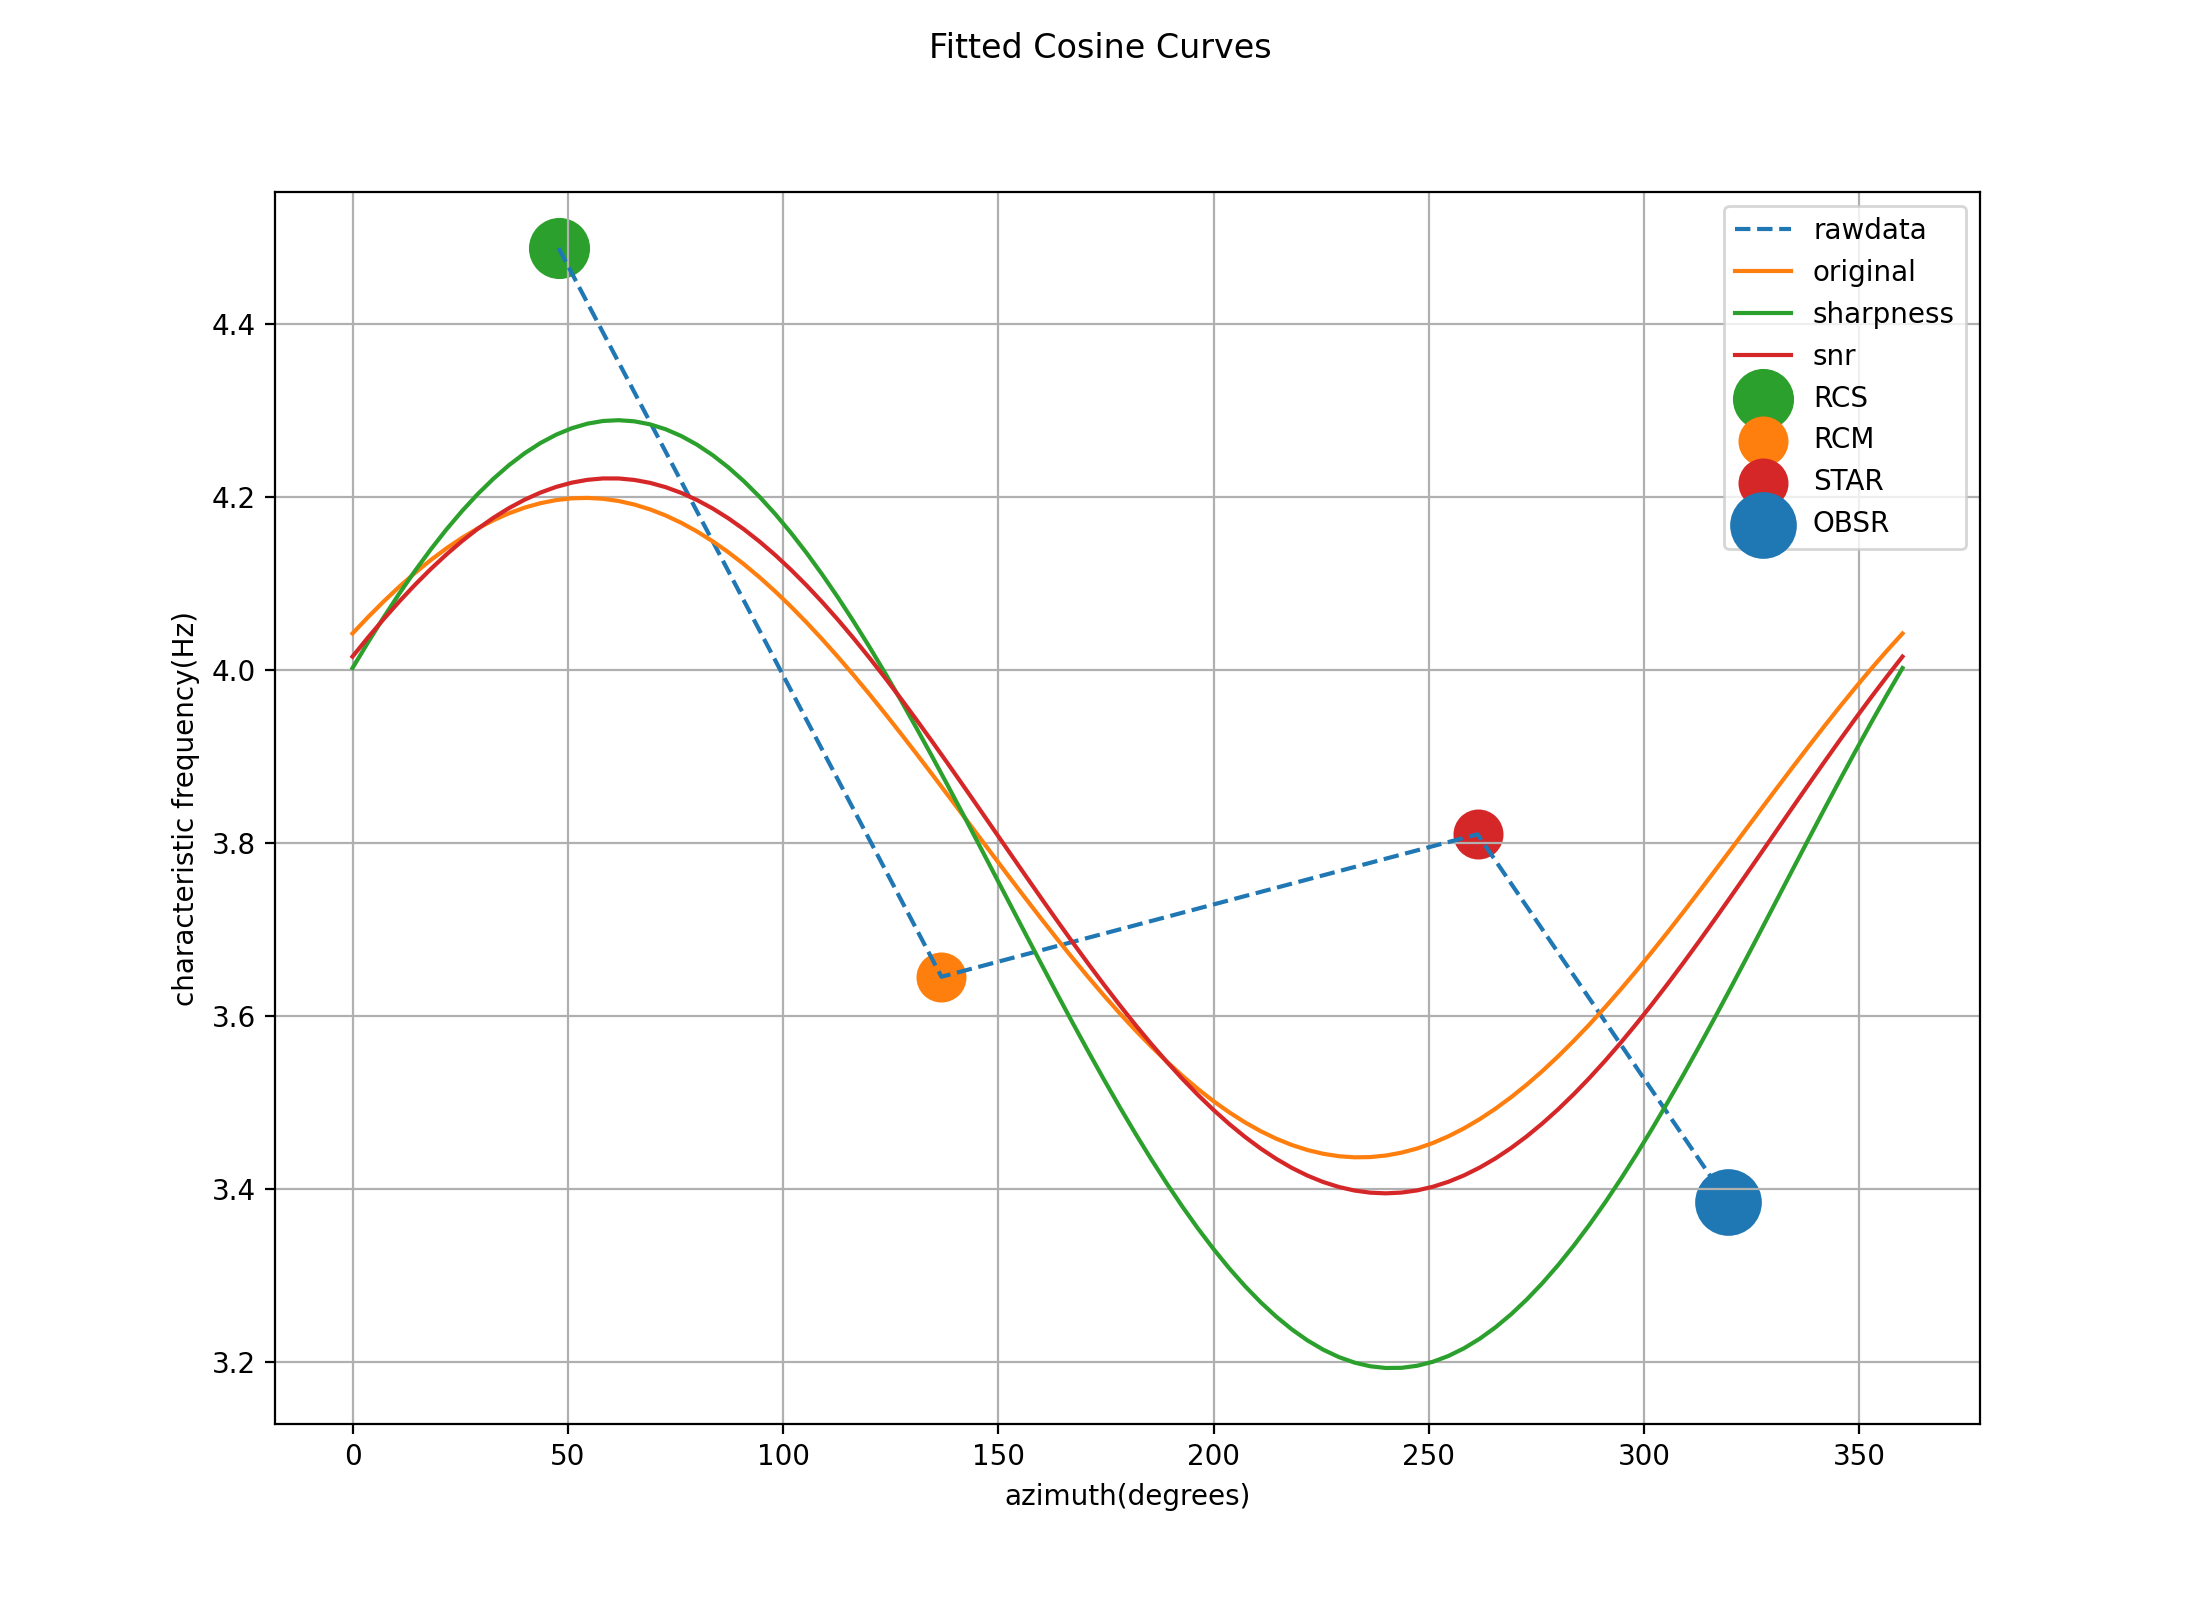 Fitted Cosine Curves
rawdata
original
sharpness
snr
RCS
RCM
STAR
OBSR
characteristic frequency(Hz)
4.4
4.2
4.0
3.8
3.6
3.4
3.2
0 50 100 150 200 250 300 350
azimuth(degrees)